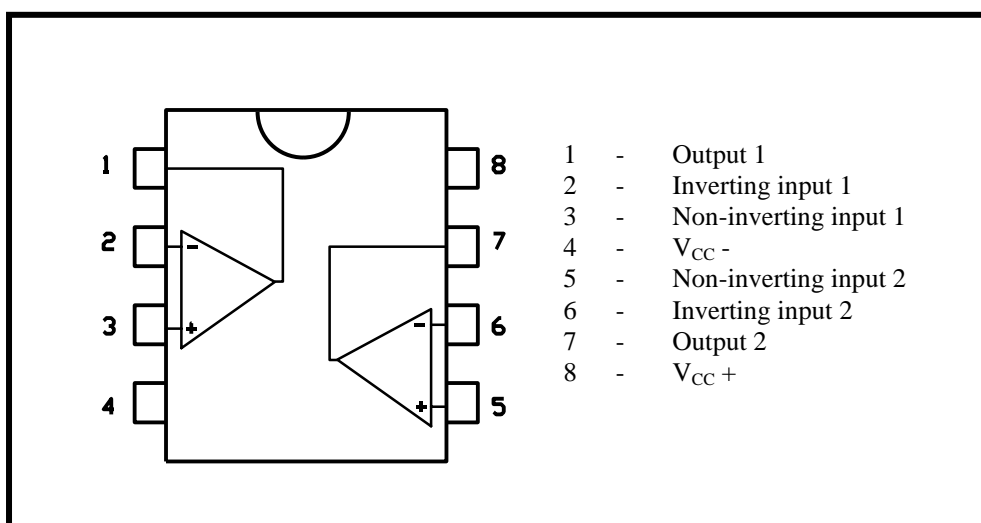 1
2
3
4
8
7
6
5
-
+
-
+
1 - Output 1
2 - Inverting input 1
3 - Non-inverting input 1
4 - VCC -
5 - Non-inverting input 2
6 - Inverting input 2
7 - Output 2
8 - VCC +